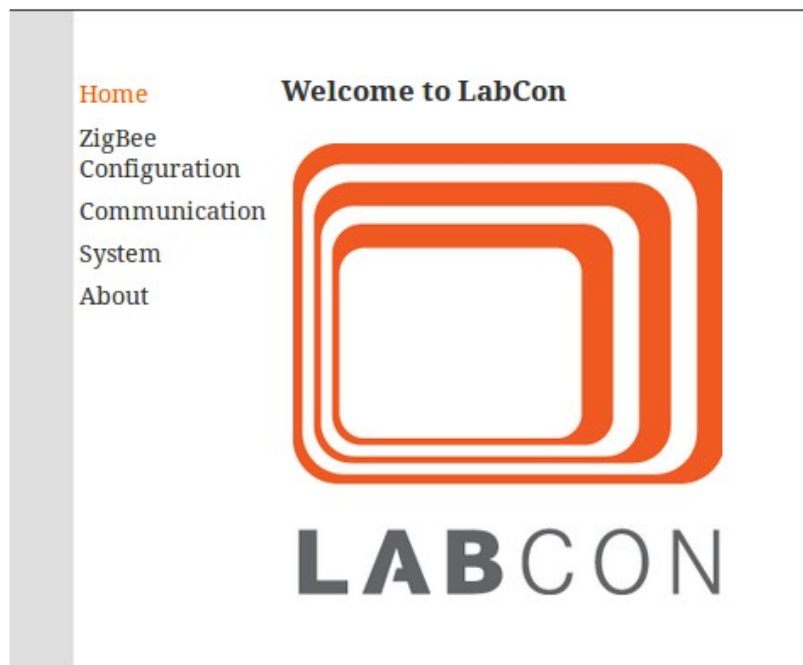 Home
ZigBee
Configuration
Communication
System
About
Welcome to LabCon
LABCON